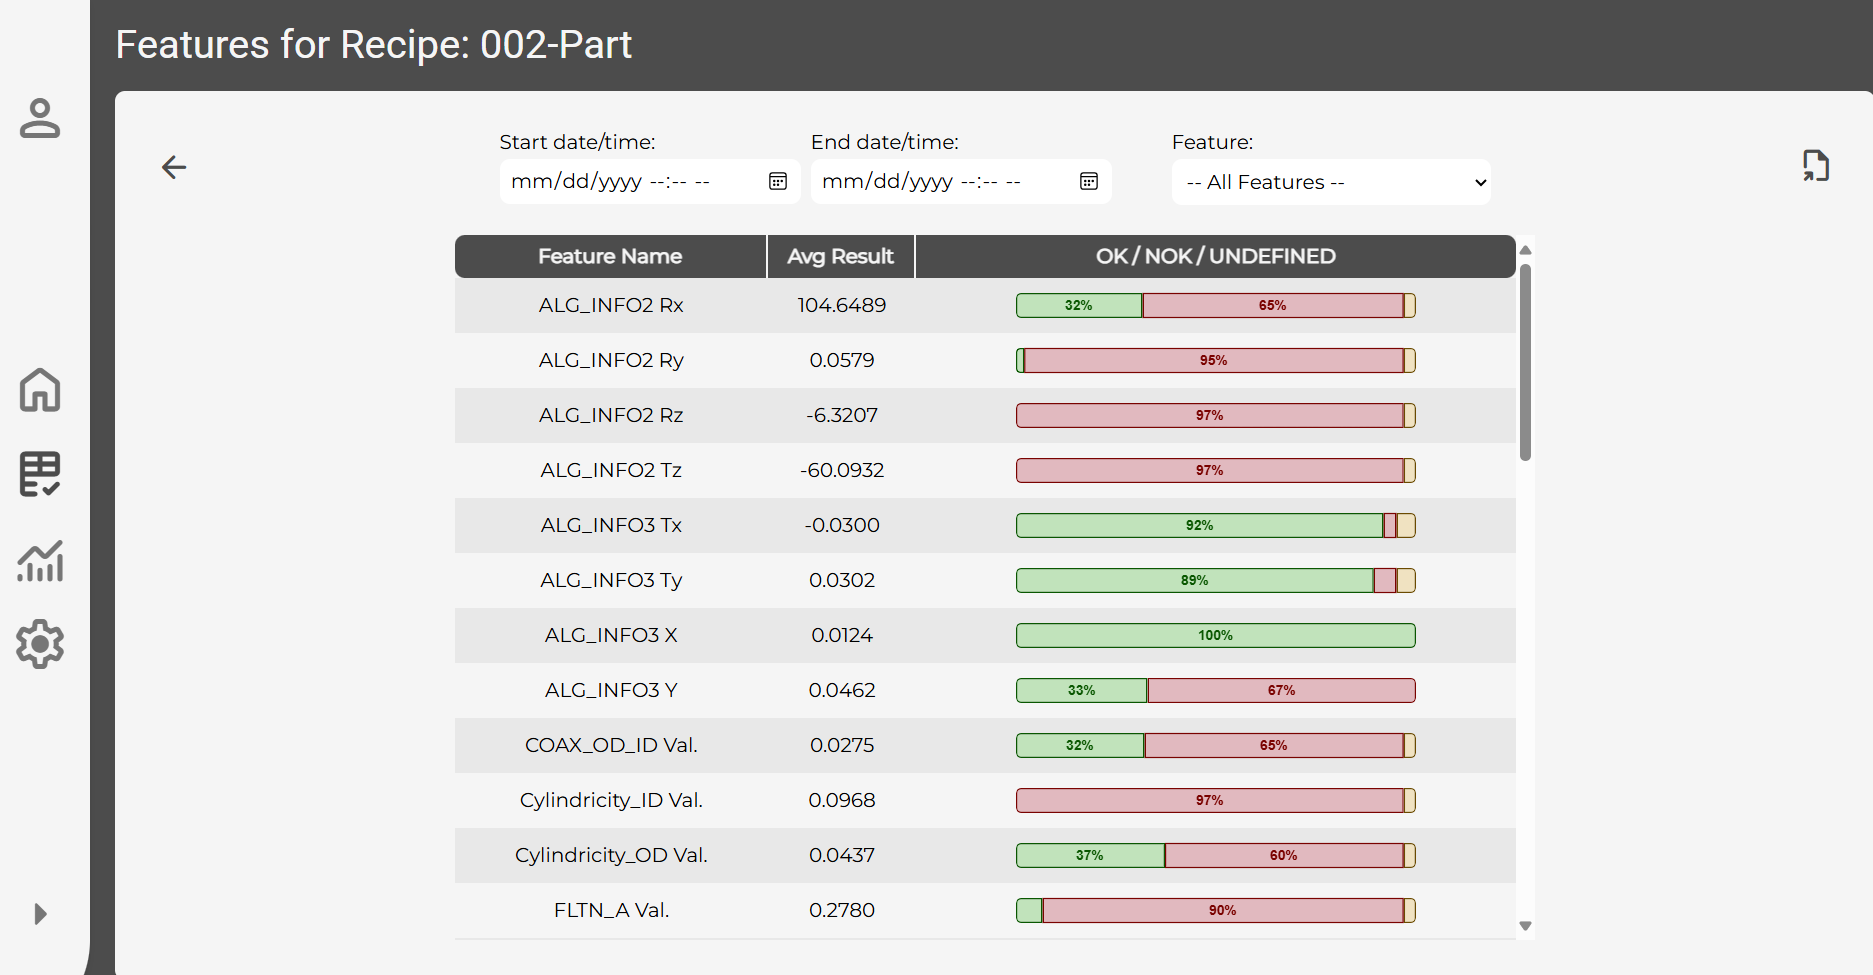 Features for Recipe: 002-Part
Start date/time: End date/time: Feature:
mm/dd/yyyy --:-- -- mm/dd/yyyy --:-- -- -- All Features --
Feature Name Avg Result OK / NOK / UNDEFINED
ALG_INFO2 Rx 104.6489 32% 65%
ALG_INFO2 Ry 0.0579 95%
ALG_INFO2 Rz -6.3207 97%
ALG_INFO2 Tz -60.0932 97%
ALG_INFO3 Tx -0.0300 92%
ALG_INFO3 Ty 0.0302 89%
ALG_INFO3 X 0.0124 100%
ALG_INFO3 Y 0.0462 33% 67%
COAX_OD_ID Val. 0.0275 32% 65%
Cylindricity_ID Val. 0.0968 97%
Cylindricity_OD Val. 0.0437 37% 60%
FLTN_A Val. 0.2780 90%